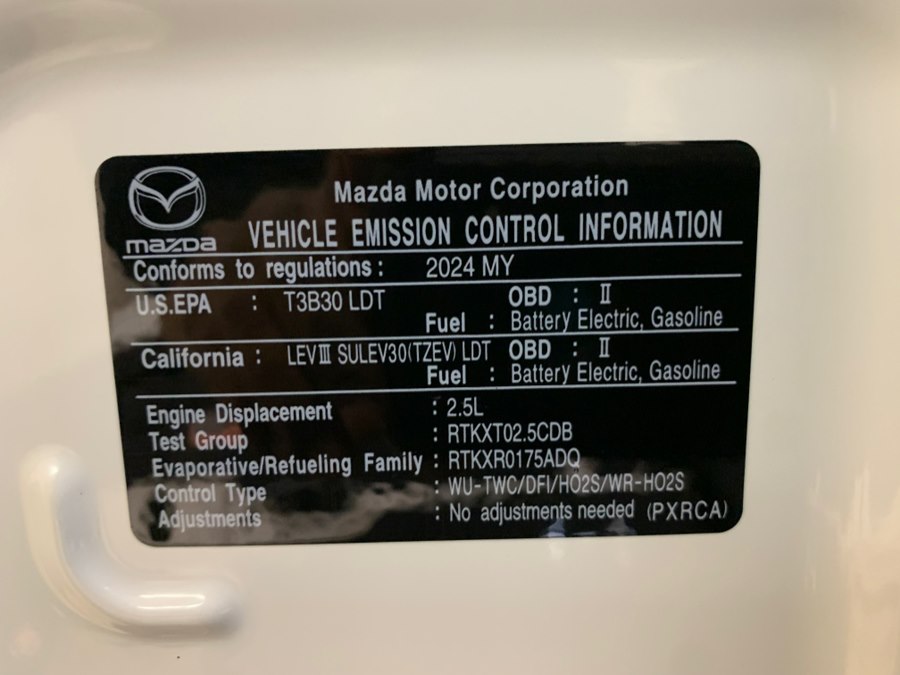 Mazda Motor Corporation
mazda VEHICLE EMISSION CONTROL INFORMATION
Conforms to regulations : 2024 MY
U.S.EPA : T3B30 LDT OBD : II
Fuel : Battery Electric, Gasoline
California : LEVIII SULEV30(TZEV) LDT OBD : II
Fuel : Battery Electric, Gasoline
Engine Displacement : 2.5L
Test Group : RTKXT02.5CDB
Evaporative/Refueling Family : RTKXR0175ADQ
Control Type : WU-TWC/DFI/HO2S/WR-HO2S
Adjustments : No adjustments needed (PXRCA)